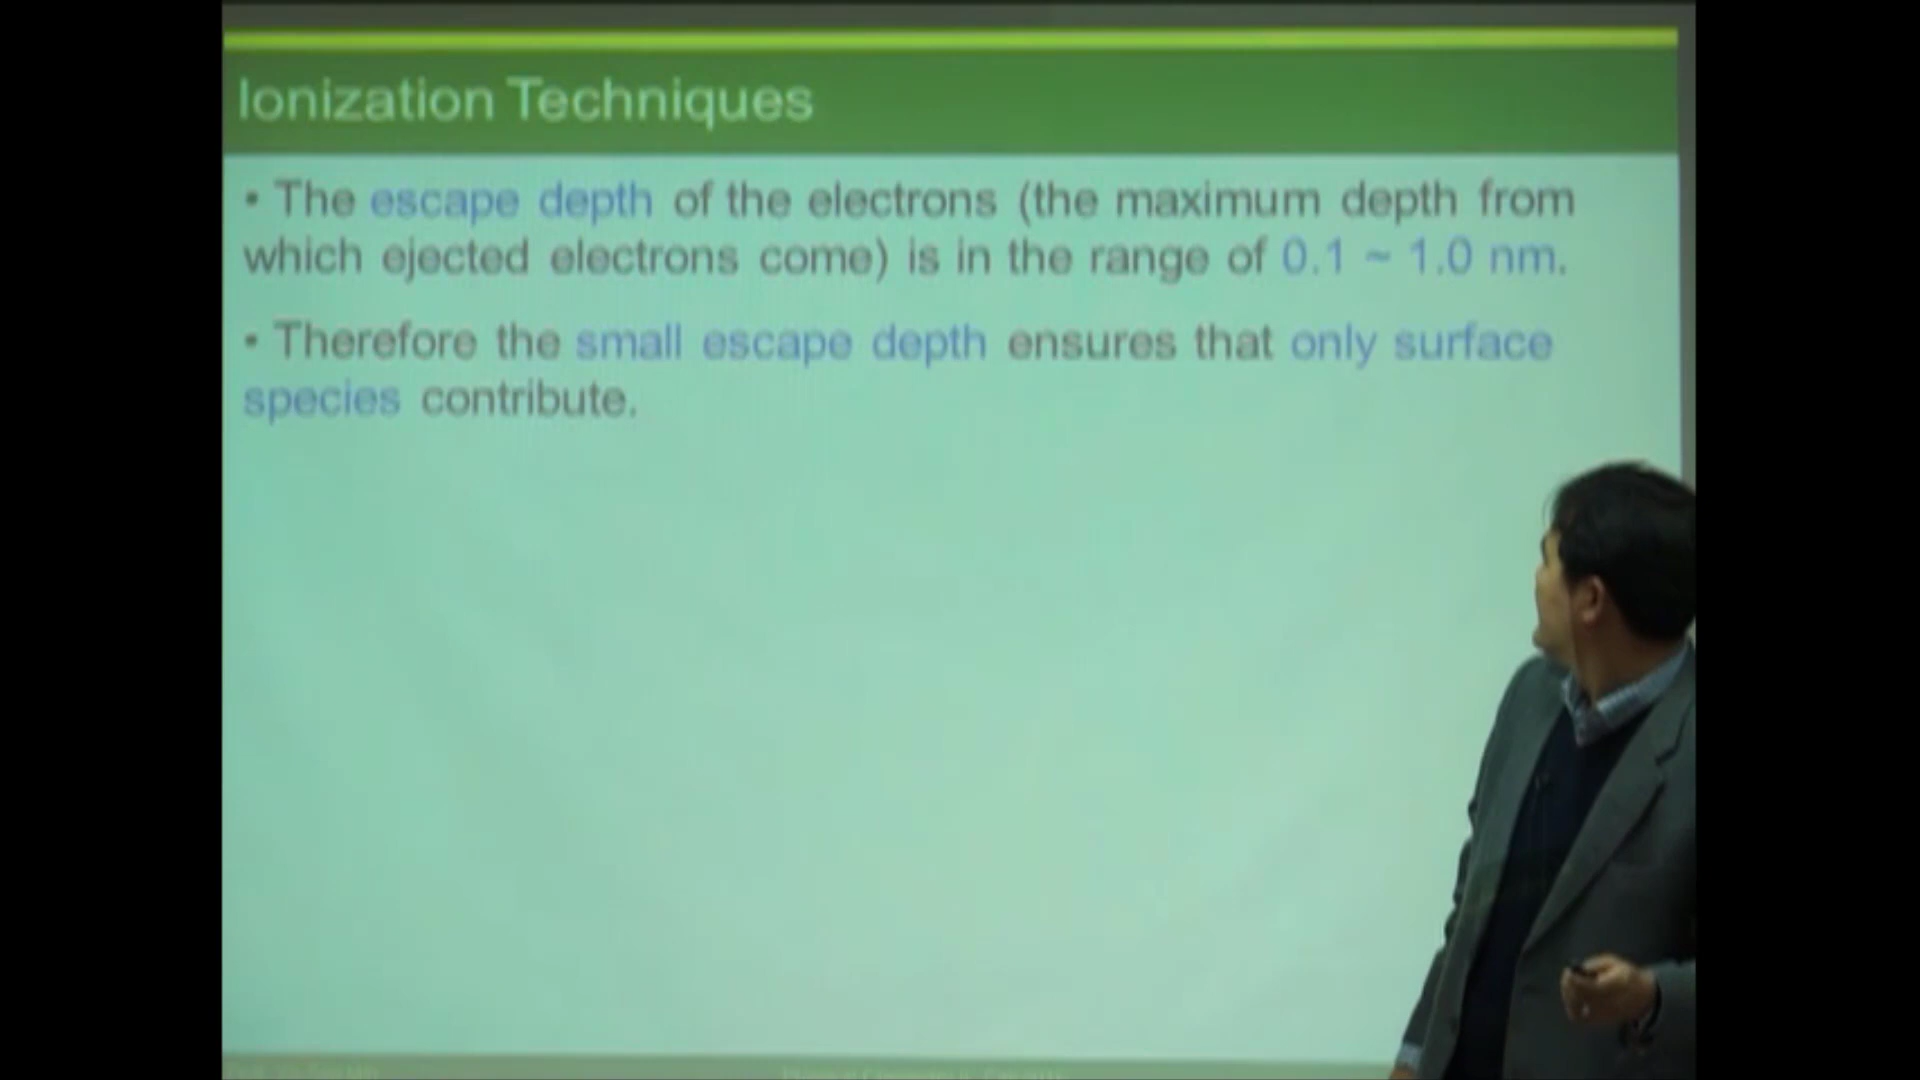 Ionization Techniques
• The escape depth of the electrons (the maximum depth from
which ejected electrons come) is in the range of 0.1 ~ 1.0 nm.
• Therefore the small escape depth ensures that only surface
species contribute.